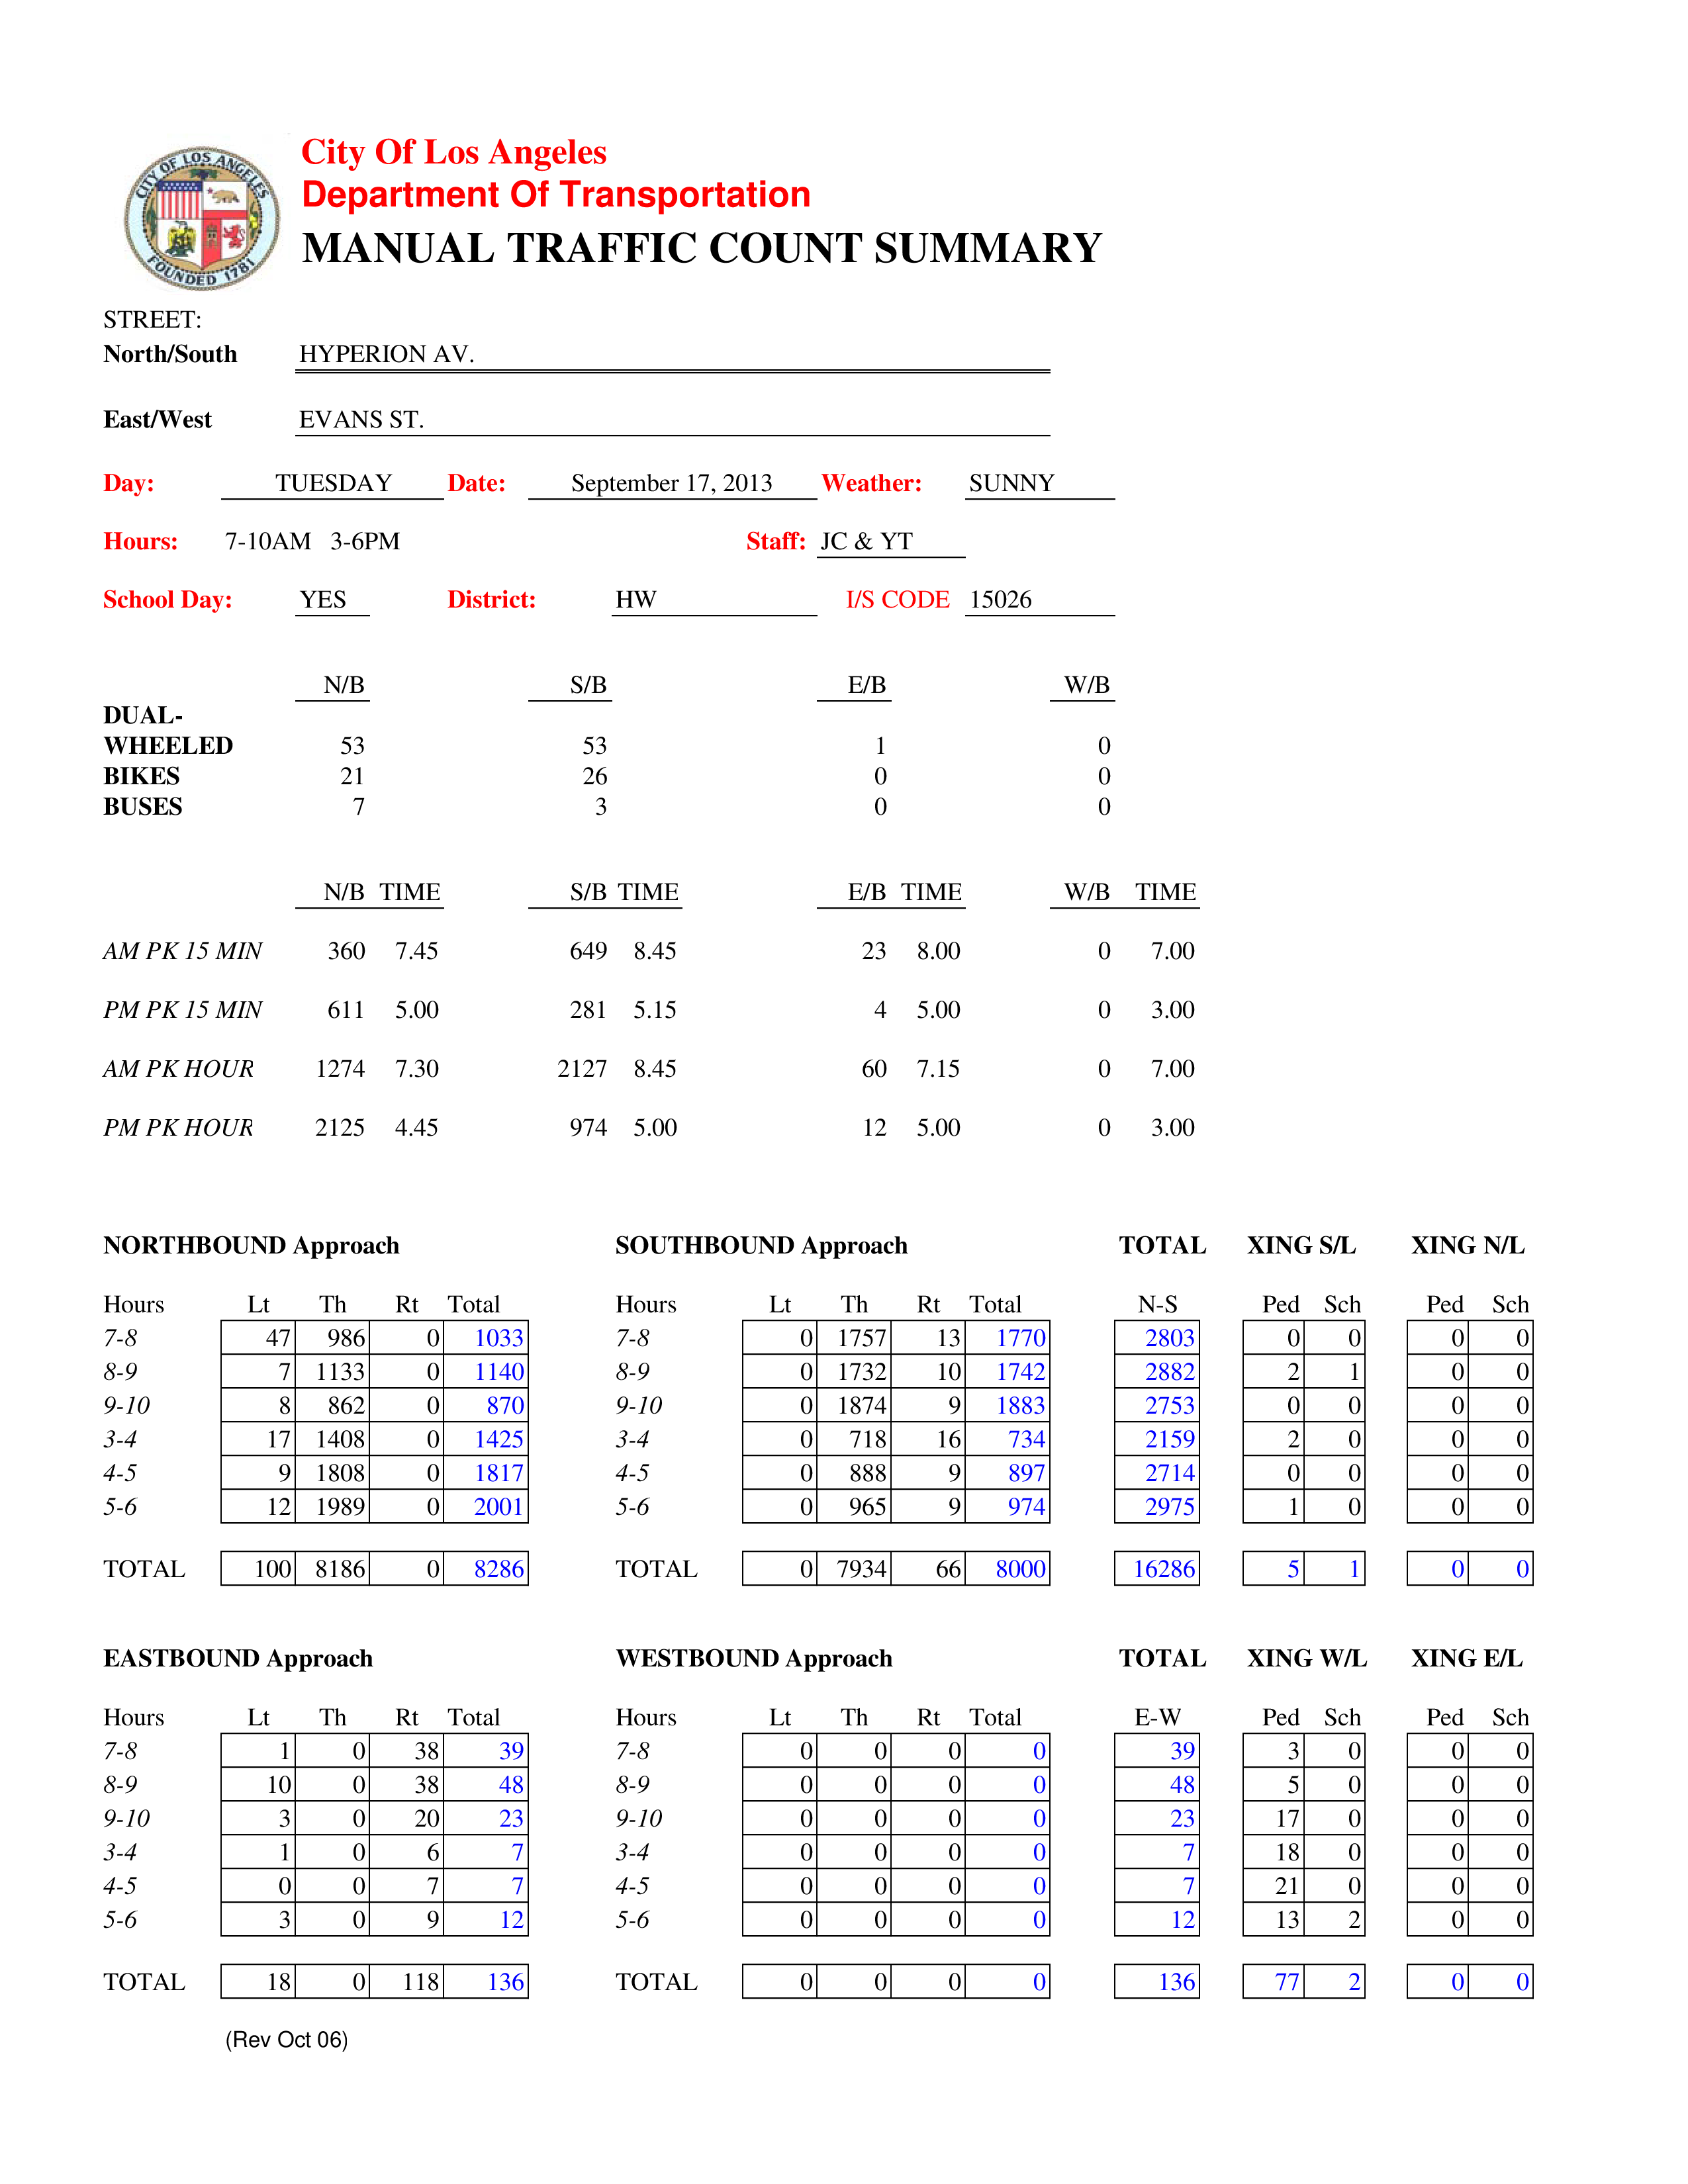 CITY OF LOS ANGELES
FOUNDED 1781
City Of Los Angeles
Department Of Transportation
MANUAL TRAFFIC COUNT SUMMARY
STREET:
North/South HYPERION AV.
East/West EVANS ST.
Day: TUESDAY Date: September 17, 2013 Weather: SUNNY
Hours: 7-10AM 3-6PM Staff: JC & YT
School Day: YES District: HW I/S CODE 15026
N/B S/B E/B W/B
DUAL-
WHEELED 53 53 1 0
BIKES 21 26 0 0
BUSES 7 3 0 0
N/B TIME S/B TIME E/B TIME W/B TIME
AM PK 15 MIN 360 7.45 649 8.45 23 8.00 0 7.00
PM PK 15 MIN 611 5.00 281 5.15 4 5.00 0 3.00
AM PK HOUR 1274 7.30 2127 8.45 60 7.15 0 7.00
PM PK HOUR 2125 4.45 974 5.00 12 5.00 0 3.00
NORTHBOUND Approach SOUTHBOUND Approach TOTAL XING S/L XING N/L
Hours Lt Th Rt Total Hours Lt Th Rt Total N-S Ped Sch Ped Sch
7-8 47 986 0 1033 7-8 0 1757 13 1770 2803 0 0 0 0
8-9 7 1133 0 1140 8-9 0 1732 10 1742 2882 2 1 0 0
9-10 8 862 0 870 9-10 0 1874 9 1883 2753 0 0 0 0
3-4 17 1408 0 1425 3-4 0 718 16 734 2159 2 0 0 0
4-5 9 1808 0 1817 4-5 0 888 9 897 2714 0 0 0 0
5-6 12 1989 0 2001 5-6 0 965 9 974 2975 1 0 0 0
TOTAL 100 8186 0 8286 TOTAL 0 7934 66 8000 16286 5 1 0 0
EASTBOUND Approach WESTBOUND Approach TOTAL XING W/L XING E/L
Hours Lt Th Rt Total Hours Lt Th Rt Total E-W Ped Sch Ped Sch
7-8 1 0 38 39 7-8 0 0 0 0 39 3 0 0 0
8-9 10 0 38 48 8-9 0 0 0 0 48 5 0 0 0
9-10 3 0 20 23 9-10 0 0 0 0 23 17 0 0 0
3-4 1 0 6 7 3-4 0 0 0 0 7 18 0 0 0
4-5 0 0 7 7 4-5 0 0 0 0 7 21 0 0 0
5-6 3 0 9 12 5-6 0 0 0 0 12 13 2 0 0
TOTAL 18 0 118 136 TOTAL 0 0 0 0 136 77 2 0 0
(Rev Oct 06)